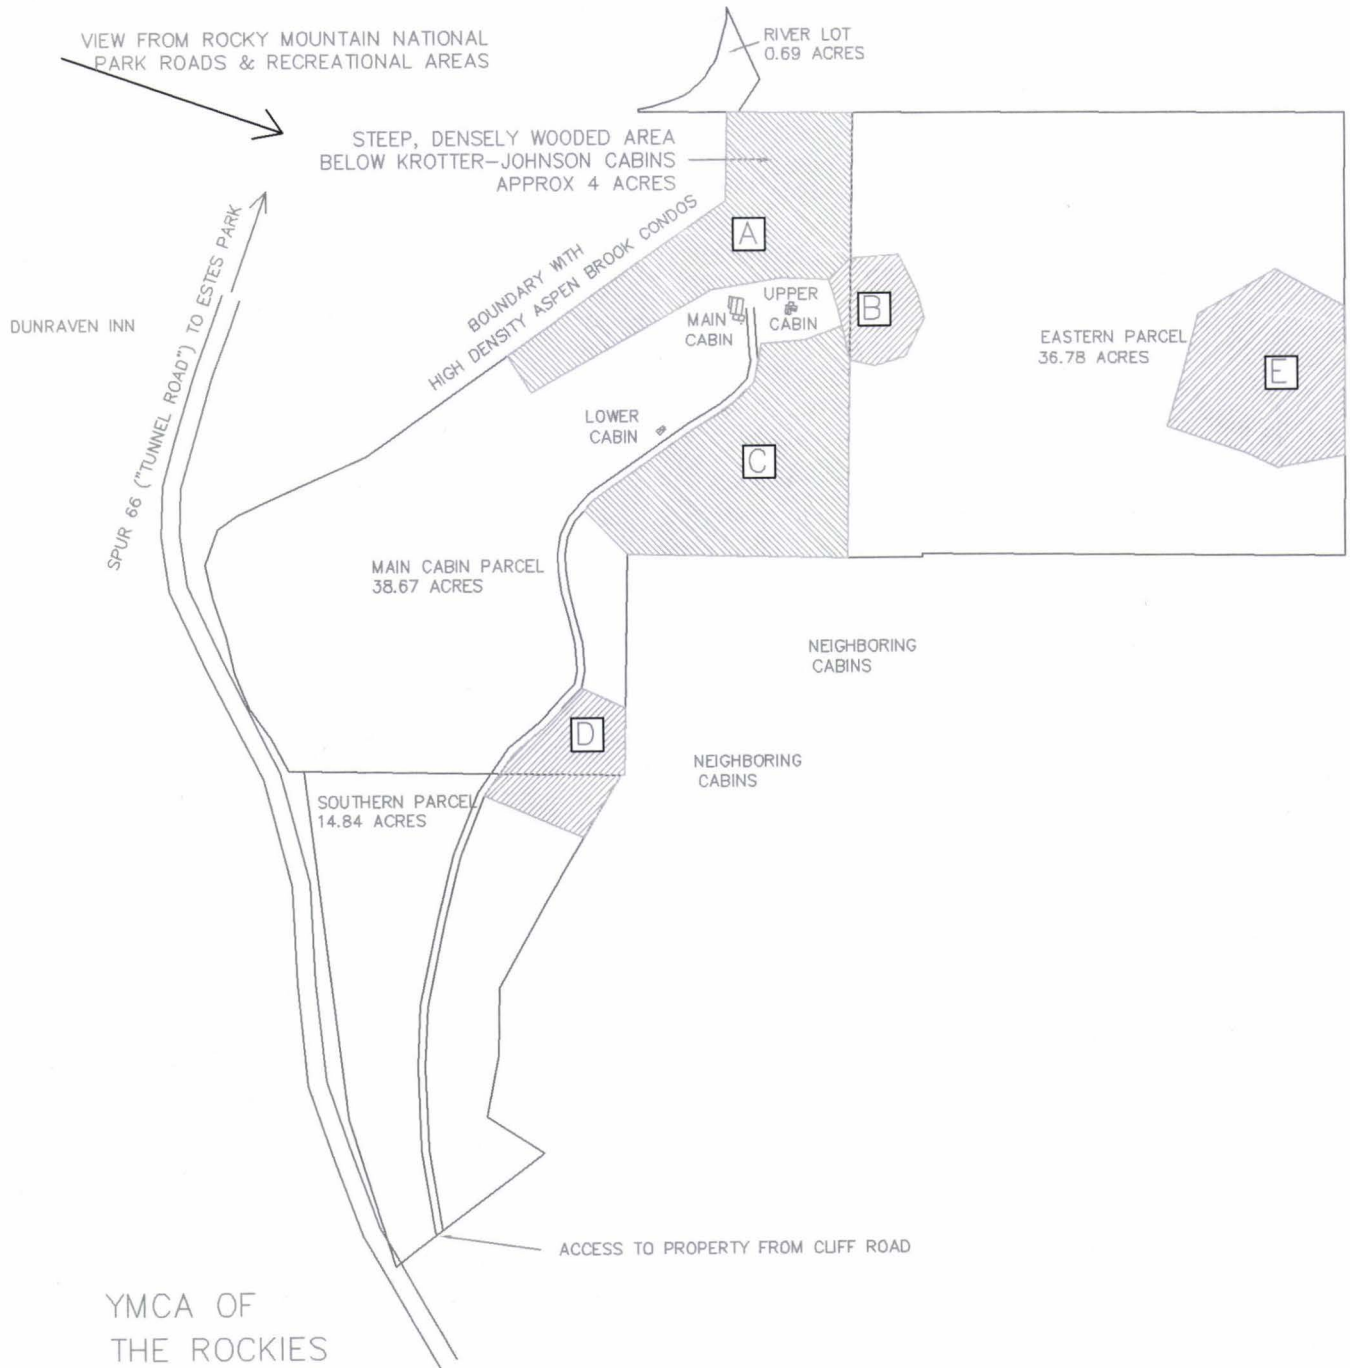 VIEW FROM ROCKY MOUNTAIN NATIONAL
PARK ROADS & RECREATIONAL AREAS
RIVER LOT
0.69 ACRES
STEEP, DENSELY WOODED AREA
BELOW KROTTER-JOHNSON CABINS
APPROX 4 ACRES
SPUR 66 ("TUNNEL ROAD") TO ESTES PARK
BOUNDARY WITH
HIGH DENSITY ASPEN BROOK CONDOS
A
DUNRAVEN INN
MAIN
CABIN
UPPER
CABIN
B
EASTERN PARCEL
36.78 ACRES
E
LOWER
CABIN
C
MAIN CABIN PARCEL
38.67 ACRES
NEIGHBORING
CABINS
D
NEIGHBORING
CABINS
SOUTHERN PARCEL
14.84 ACRES
ACCESS TO PROPERTY FROM CLIFF ROAD
YMCA OF
THE ROCKIES